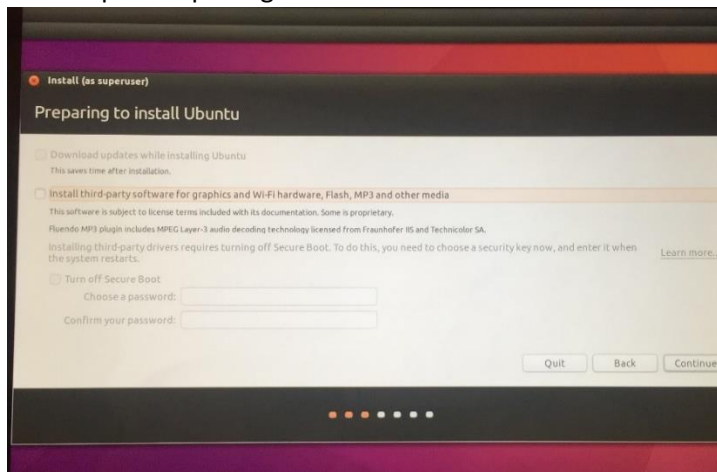 Install (as superuser)
Preparing to install Ubuntu
Download updates while installing Ubuntu
This saves time after installation.
Install third-party software for graphics and Wi-Fi hardware, Flash, MP3 and other media
This software is subject to license terms included with its documentation. Some is proprietary.
Fluendo MP3 plugin includes MPEG Layer-3 audio decoding technology licensed from Fraunhofer IIS and Technicolor SA.
Installing third-party drivers requires turning off Secure Boot. To do this, you need to choose a security key now, and enter it when
the system restarts.
Learn more...
Turn off Secure Boot
Choose a password:
Confirm your password:
Quit Back Continue